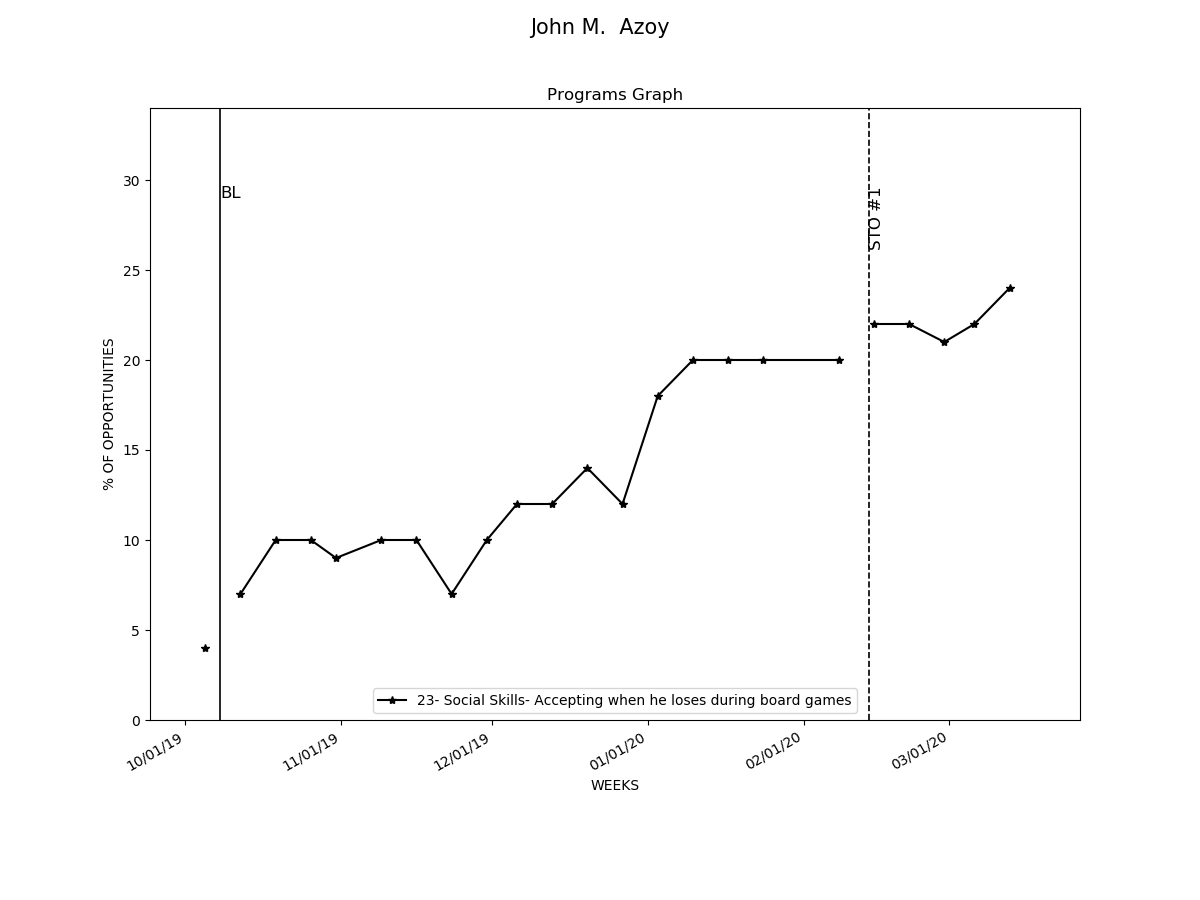 John M.  Azoy
Programs Graph
% OF OPPORTUNITIES
30
25
20
15
10
5
0
BL
STO #1
23- Social Skills- Accepting when he loses during board games
10/01/19
11/01/19
12/01/19
01/01/20
02/01/20
03/01/20
WEEKS